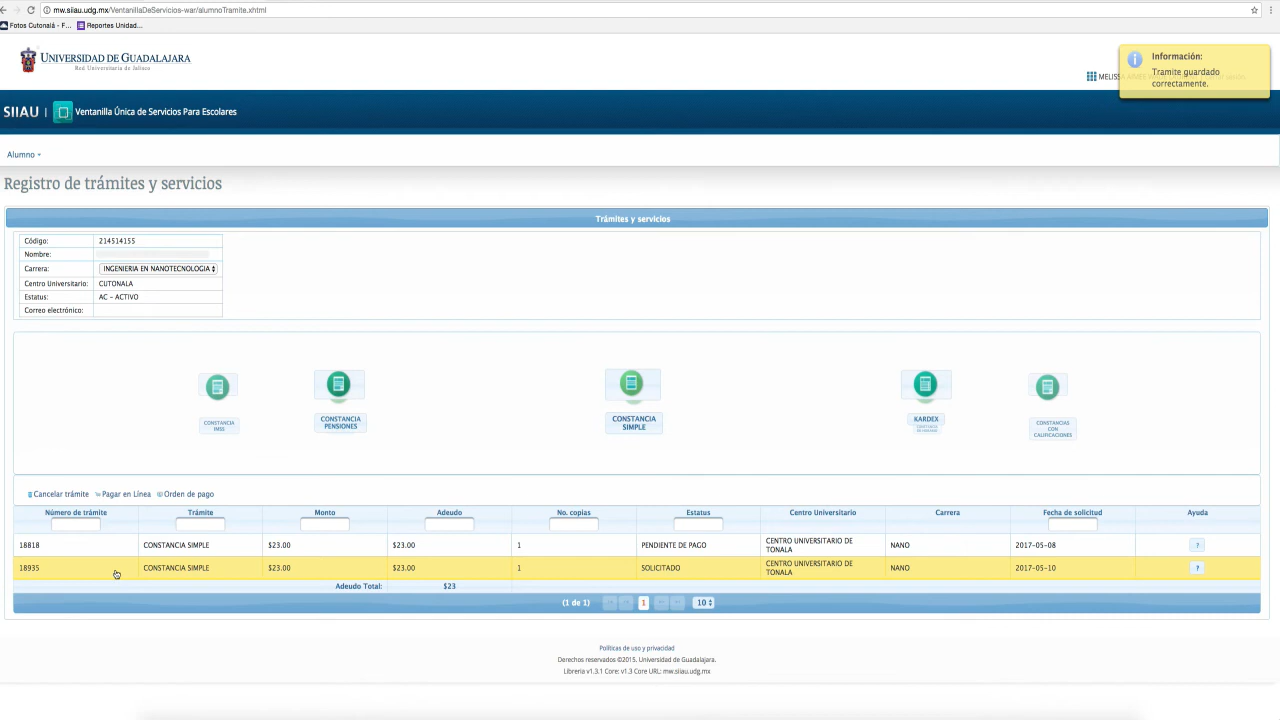 mw.siiau.udg.mx/VentanillaDeServicios-war/alumnoTramite.xhtml
Fotos Cutonalá - F... Reportes Unidad...
UNIVERSIDAD DE GUADALAJARA
Red Universitaria de Jalisco
Información:
Tramite guardado
correctamente.
MELISSA
SIIAU | Ventanilla Única de Servicios Para Escolares
Alumno
Registro de trámites y servicios
Trámites y servicios
Código: 214514155
Nombre:
Carrera: INGENIERIA EN NANOTECNOLOGIA
Centro Universitario: CUTONALA
Estatus: AC - ACTIVO
Correo electrónico:
CONSTANCIA
IMSS
CONSTANCIA
PENSIONES
CONSTANCIA
SIMPLE
KARDEX
CONSTANCIAS
CON
CALIFICACIONES
Cancelar trámite Pagar en Línea Orden de pago
Número de trámite Trámite Monto Adeudo No. copias Estatus Centro Universitario Carrera Fecha de solicitud Ayuda
18818 CONSTANCIA SIMPLE $23.00 $23.00 1 PENDIENTE DE PAGO CENTRO UNIVERSITARIO DE TONALA NANO 2017-05-08 ?
18935 CONSTANCIA SIMPLE $23.00 $23.00 1 SOLICITADO CENTRO UNIVERSITARIO DE TONALA NANO 2017-05-10 ?
Adeudo Total: $23
(1 de 1) 1 10
Políticas de uso y privacidad
Derechos reservados ©2015. Universidad de Guadalajara.
Libreria v1.3.1 Core: v1.3 Core URL: mw.siiau.udg.mx